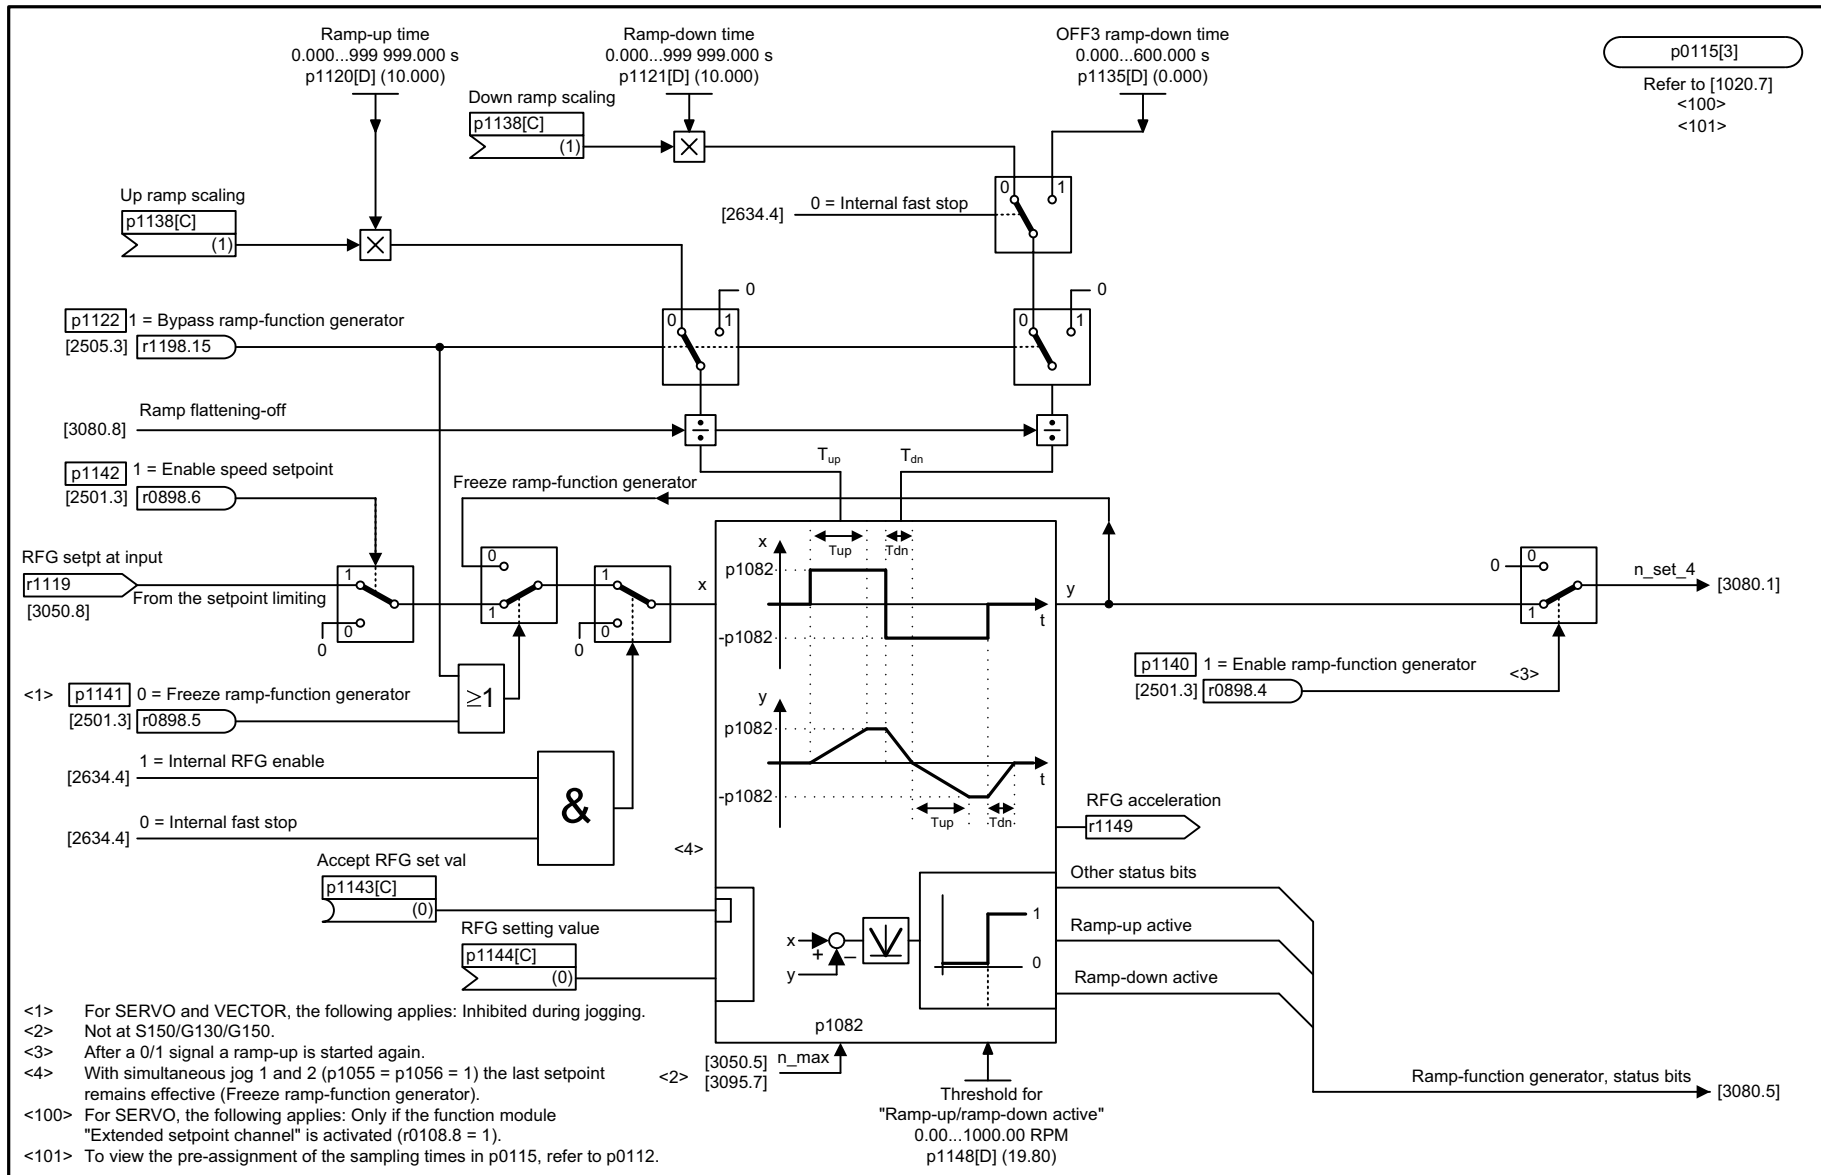 Ramp-up time
0.000...999 999.000 s
p1120[D] (10.000)
Ramp-down time
0.000...999 999.000 s
p1121[D] (10.000)
OFF3 ramp-down time
0.000...600.000 s
p1135[D] (0.000)
p0115[3]
Refer to [1020.7]
<100>
<101>
Down ramp scaling
p1138[C]
(1)
Up ramp scaling
p1138[C]
(1)
0 1
[2634.4] 0 = Internal fast stop
0
0 1
0
0 1
p1122 1 = Bypass ramp-function generator
[2505.3] r1198.15
Ramp flattening-off
[3080.8]
÷ ÷
Tup Tdn
p1142 1 = Enable speed setpoint
[2501.3] r0898.6
Freeze ramp-function generator
RFG setpt at input
r1119
[3050.8]
From the setpoint limiting
1
0
0
0
1
1
0
0
x
x
Tup Tdn
p1082
-p1082
t
y
0
0
1
n_set_4
[3080.1]
p1140 1 = Enable ramp-function generator
[2501.3] r0898.4
<3>
<1> p1141 0 = Freeze ramp-function generator
[2501.3] r0898.5
≥1
1 = Internal RFG enable
[2634.4]
0 = Internal fast stop
[2634.4]
&
y
p1082
-p1082
t
Tup Tdn
RFG acceleration
r1149
<4>
Accept RFG set val
p1143[C]
(0)
RFG setting value
p1144[C]
(0)
x
+
y
−
1
0
Other status bits
Ramp-up active
Ramp-down active
p1082
<2> [3050.5] n_max
[3095.7]
Threshold for
"Ramp-up/ramp-down active"
0.00...1000.00 RPM
p1148[D] (19.80)
Ramp-function generator, status bits
[3080.5]
<1> For SERVO and VECTOR, the following applies: Inhibited during jogging.
<2> Not at S150/G130/G150.
<3> After a 0/1 signal a ramp-up is started again.
<4> With simultaneous jog 1 and 2 (p1055 = p1056 = 1) the last setpoint
remains effective (Freeze ramp-function generator).
<100> For SERVO, the following applies: Only if the function module
"Extended setpoint channel" is activated (r0108.8 = 1).
<101> To view the pre-assignment of the sampling times in p0115, refer to p0112.